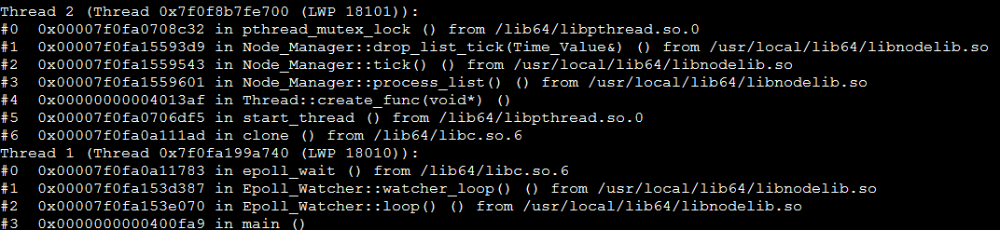 Thread 2 (Thread 0x7f0f8b7fe700 (LWP 18101)):
#0  0x00007f0fa0708c32 in pthread_mutex_lock () from /lib64/libpthread.so.0
#1  0x00007f0fa15593d9 in Node_Manager::drop_list_tick(Time_Value&) () from /usr/local/lib64/libnodelib.so
#2  0x00007f0fa1559543 in Node_Manager::tick() () from /usr/local/lib64/libnodelib.so
#3  0x00007f0fa1559601 in Node_Manager::process_list() () from /usr/local/lib64/libnodelib.so
#4  0x00000000004013af in Thread::create_func(void*) ()
#5  0x00007f0fa0706df5 in start_thread () from /lib64/libpthread.so.0
#6  0x00007f0fa0a111ad in clone () from /lib64/libc.so.6
Thread 1 (Thread 0x7f0fa199a740 (LWP 18010)):
#0  0x00007f0fa0a11783 in epoll_wait () from /lib64/libc.so.6
#1  0x00007f0fa153d387 in Epoll_Watcher::watcher_loop() () from /usr/local/lib64/libnodelib.so
#2  0x00007f0fa153e070 in Epoll_Watcher::loop() () from /usr/local/lib64/libnodelib.so
#3  0x0000000000400fa9 in main ()